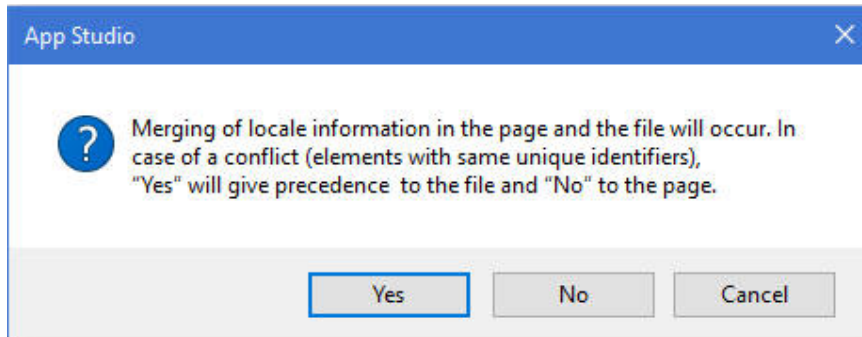 App Studio
Merging of locale information in the page and the file will occur. In
case of a conflict (elements with same unique identifiers),
“Yes” will give precedence  to the file and “No” to the page.
Yes
No
Cancel